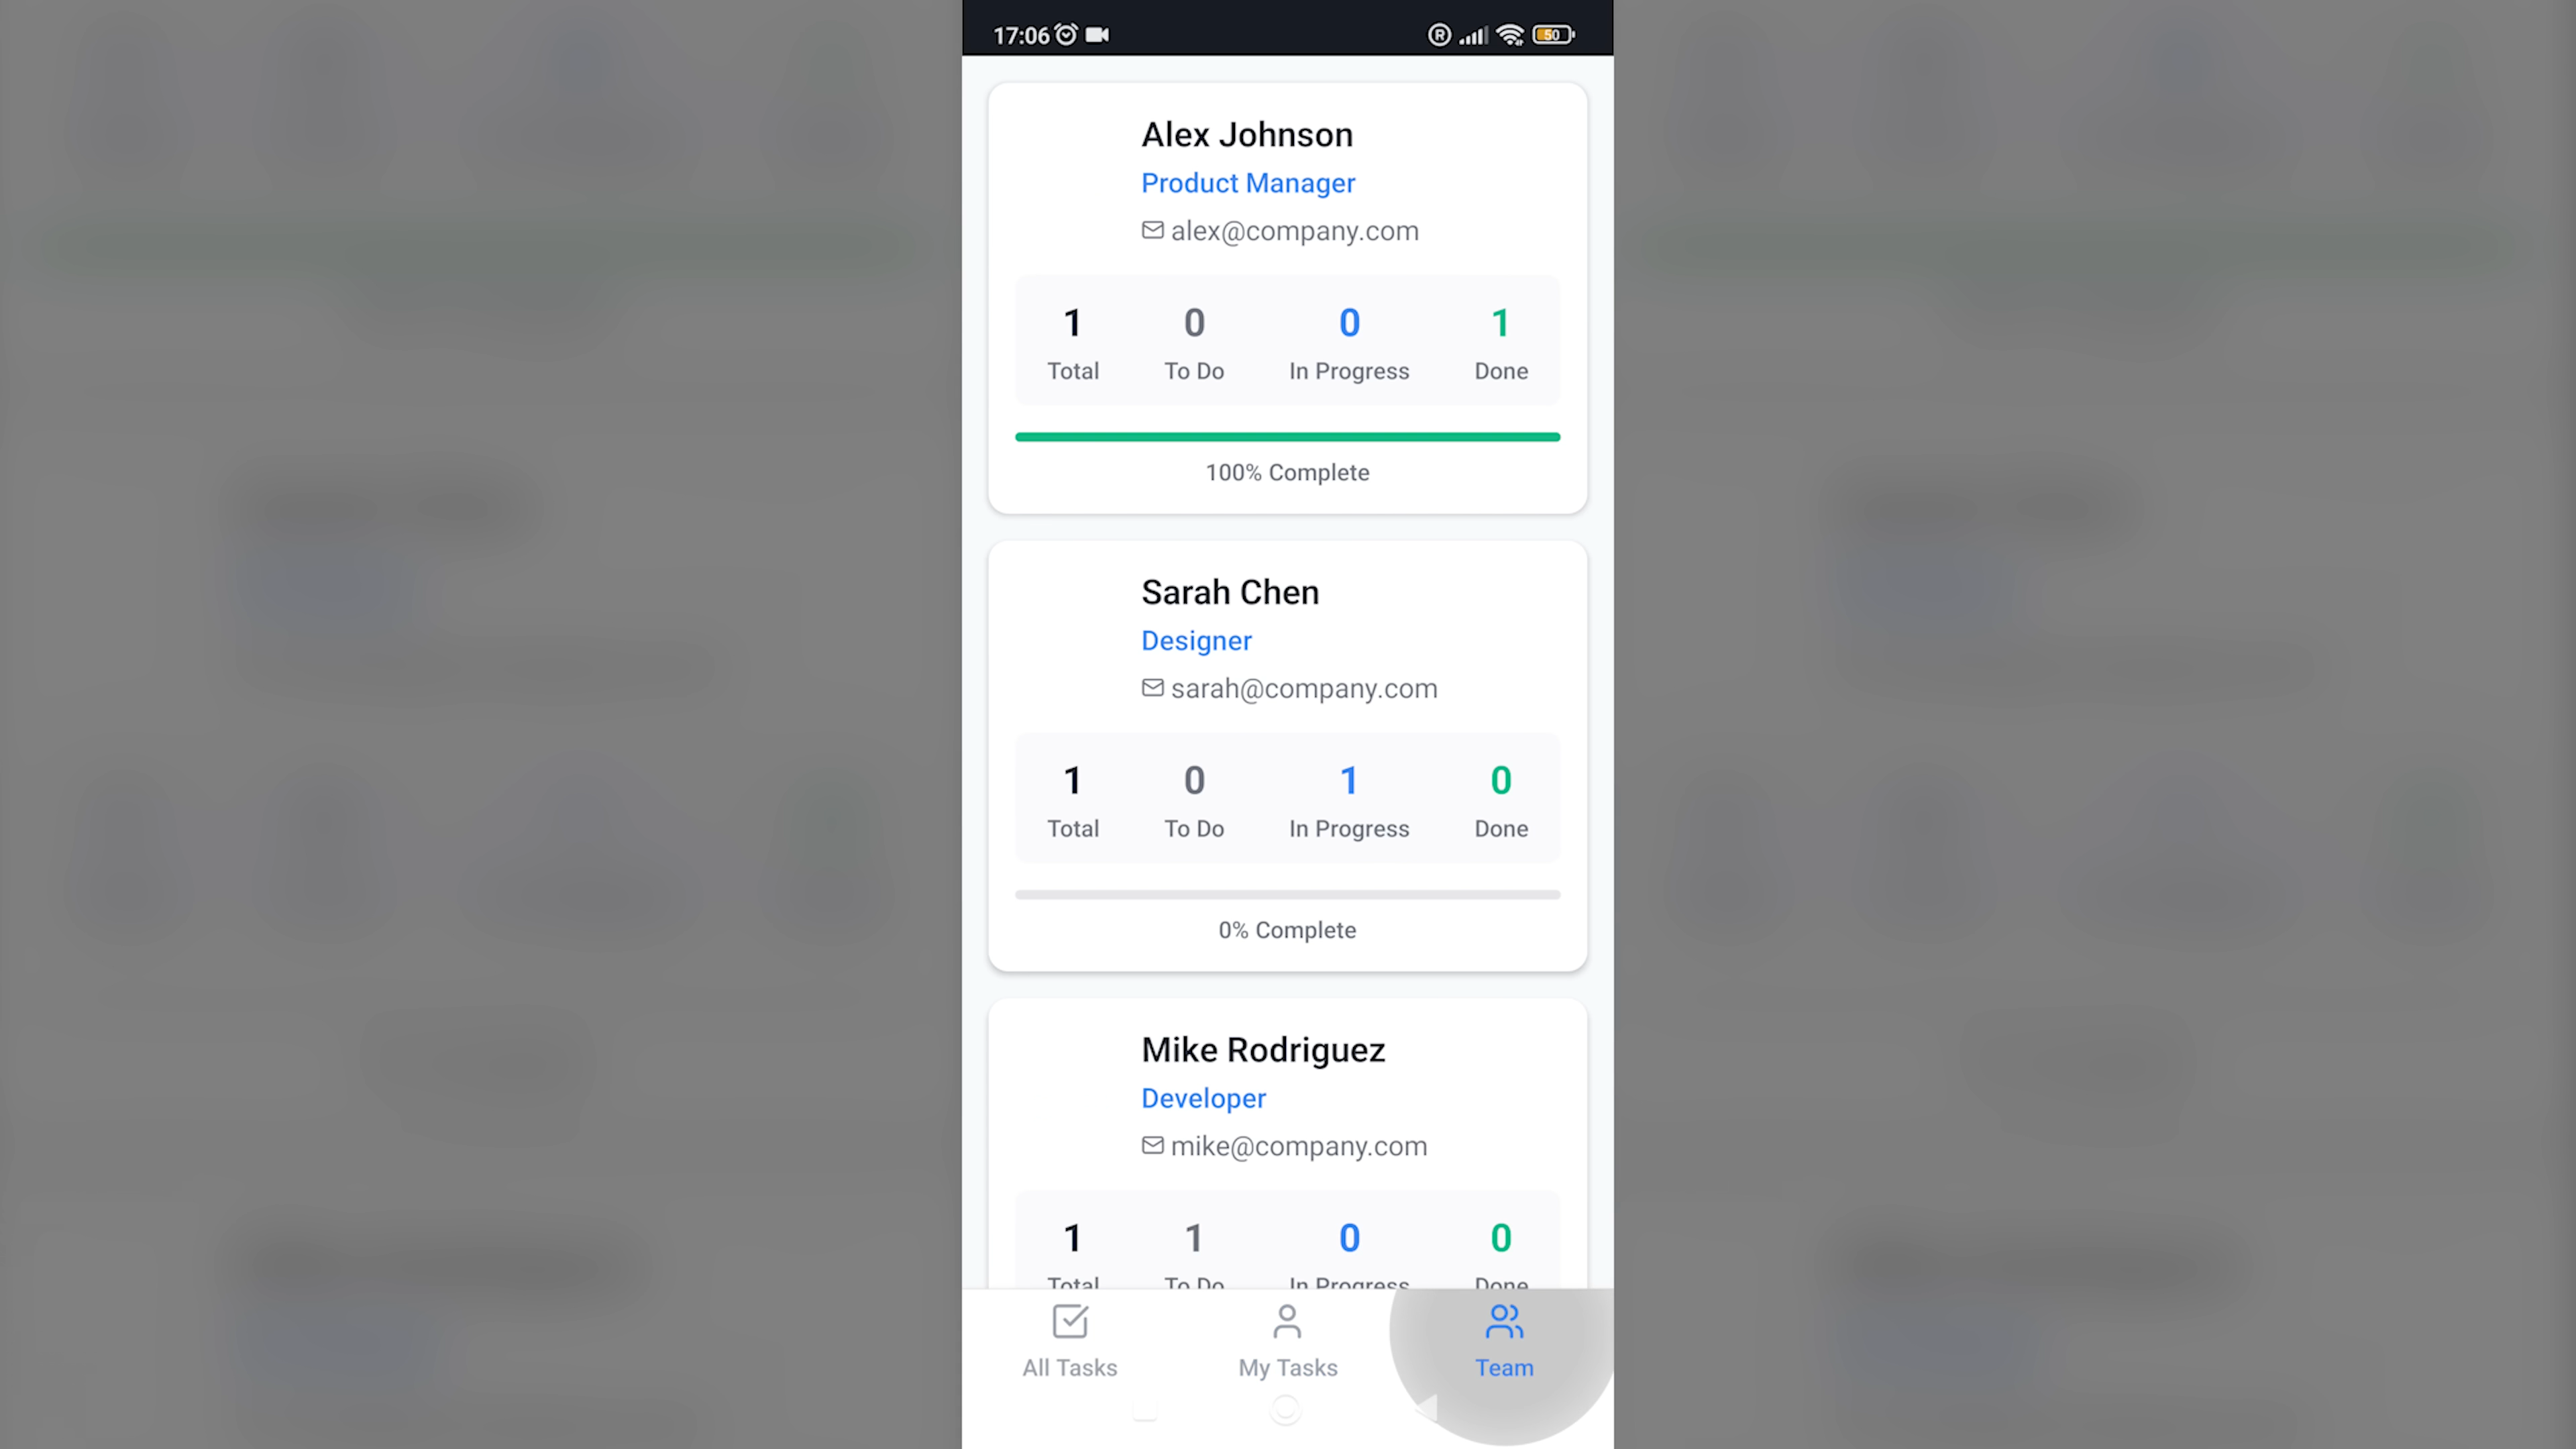 17:06
50
Alex Johnson
Product Manager
alex@company.com
1 0 0 1
Total To Do In Progress Done
100% Complete
Sarah Chen
Designer
sarah@company.com
1 0 1 0
Total To Do In Progress Done
0% Complete
Mike Rodriguez
Developer
mike@company.com
1 1 0 0
Total To Do In Progress Done
All Tasks My Tasks Team